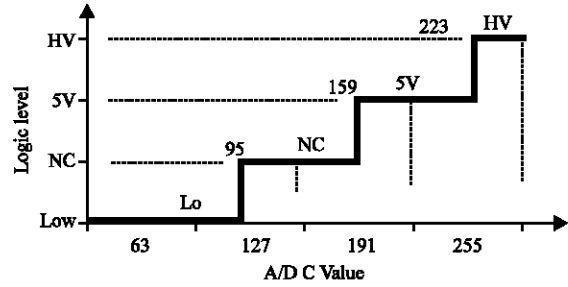 HV
223
HV
5V
159
5V
NC
95
NC
Low
Lo
63
127
191
255
Logic level
A/D C Value